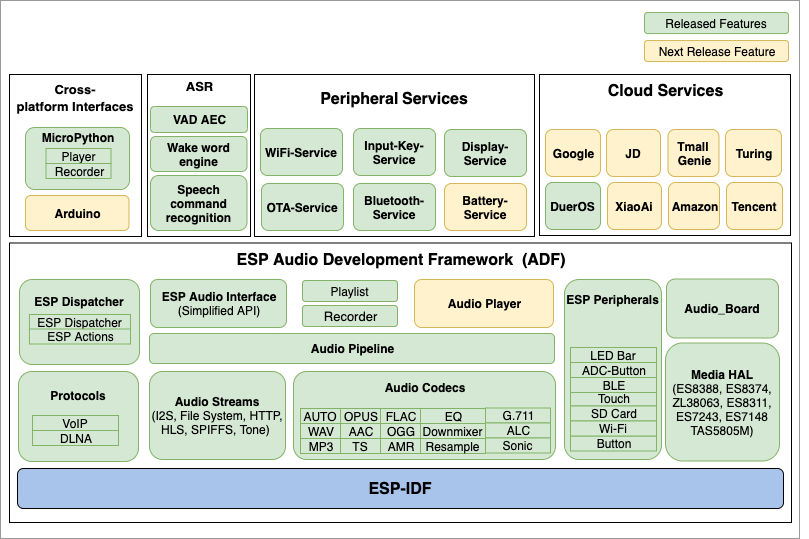 Released Features
Next Release Feature
Cross-
platform Interfaces
MicroPython
Player
Recorder
Arduino
ASR
VAD AEC
Wake word
engine
Speech
command
recognition
Peripheral Services
WiFi-Service
Input-Key-
Service
Display-
Service
OTA-Service
Bluetooth-
Service
Battery-
Service
Cloud Services
Google
JD
Tmall
Genie
Turing
DuerOS
XiaoAi
Amazon
Tencent
ESP Audio Development Framework (ADF)
ESP Dispatcher
ESP Dispatcher
ESP Actions
ESP Audio Interface
(Simplified API)
Playlist
Recorder
Audio Player
Audio Pipeline
Protocols
VoIP
DLNA
Audio Streams
(I2S, File System, HTTP,
HLS, SPIFFS, Tone)
Audio Codecs
AUTO OPUS FLAC EQ G.711
WAV AAC OGG Downmixer ALC
MP3 TS AMR Resample Sonic
ESP Peripherals
LED Bar
ADC-Button
BLE
Touch
SD Card
Wi-Fi
Button
Audio_Board
Media HAL
(ES8388, ES8374,
ZL38063, ES8311,
ES7243, ES7148
TAS5805M)
ESP-IDF